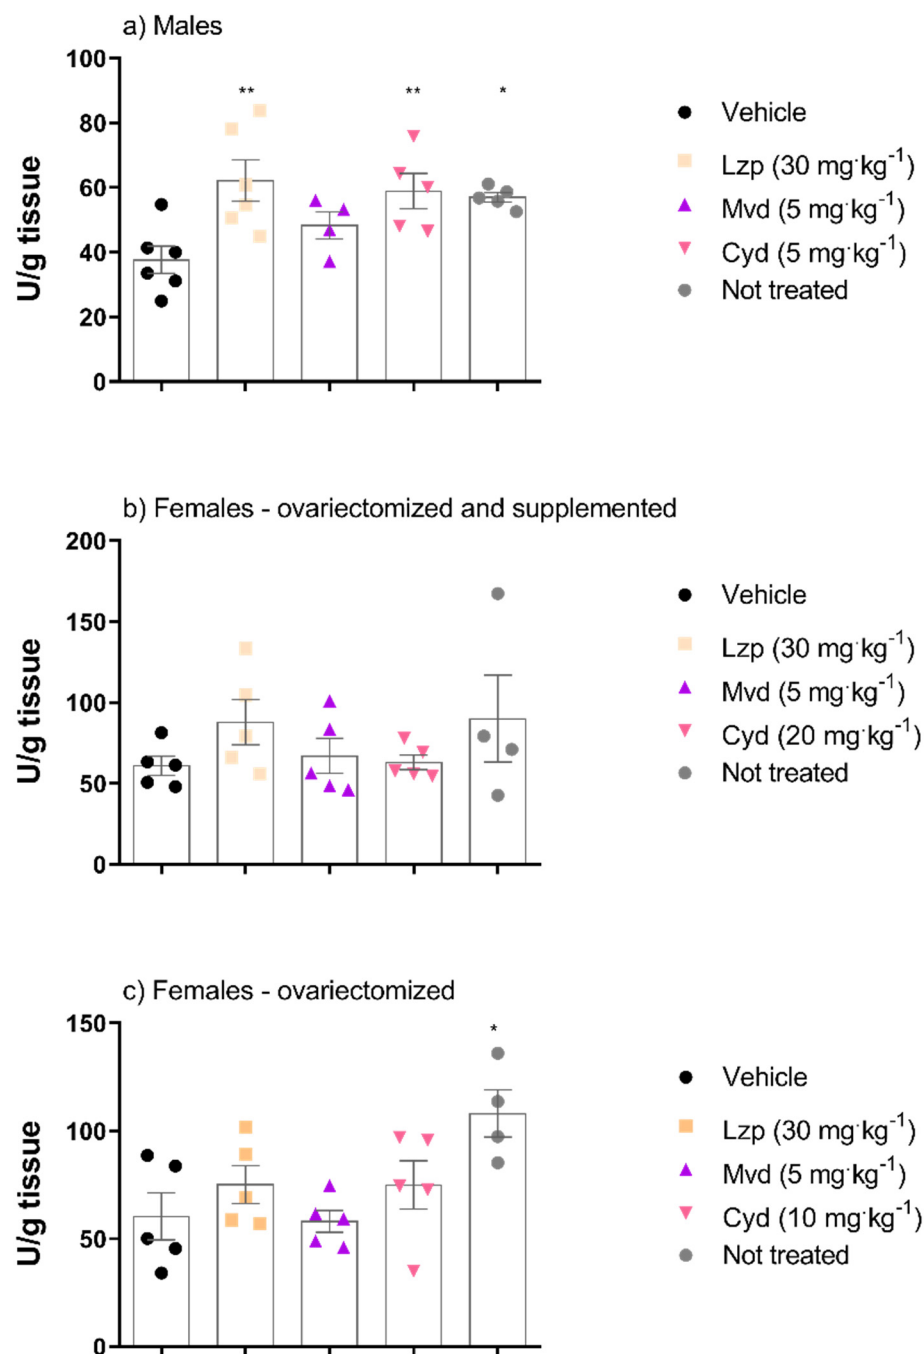 a) Males
100
80
60
40
20
0
U/g tissue
** ** *
Vehicle
Lzp (30 mg·kg⁻¹)
Mvd (5 mg·kg⁻¹)
Cyd (5 mg·kg⁻¹)
Not treated
b) Females - ovariectomized and supplemented
200
150
100
50
0
U/g tissue
Vehicle
Lzp (30 mg·kg⁻¹)
Mvd (5 mg·kg⁻¹)
Cyd (20 mg·kg⁻¹)
Not treated
c) Females - ovariectomized
150
100
50
0
U/g tissue
*
Vehicle
Lzp (30 mg·kg⁻¹)
Mvd (5 mg·kg⁻¹)
Cyd (10 mg·kg⁻¹)
Not treated